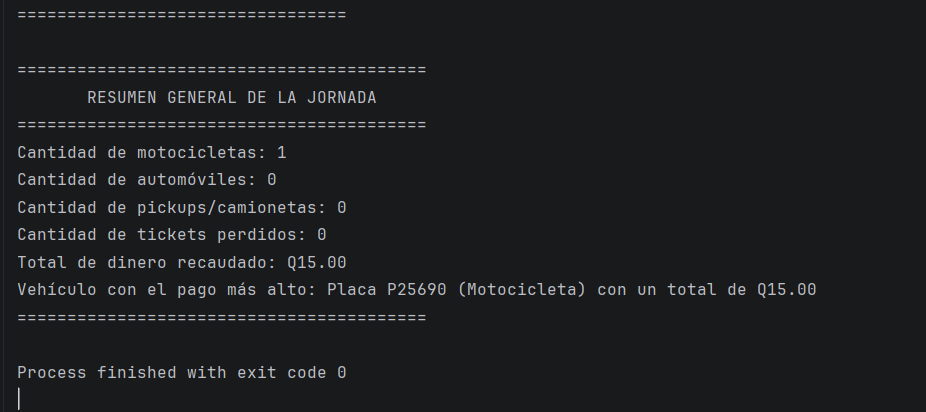 =================================
=========================================
RESUMEN GENERAL DE LA JORNADA
=========================================
Cantidad de motocicletas: 1
Cantidad de automóviles: 0
Cantidad de pickups/camionetas: 0
Cantidad de tickets perdidos: 0
Total de dinero recaudado: Q15.00
Vehículo con el pago más alto: Placa P25690 (Motocicleta) con un total de Q15.00
=========================================
Process finished with exit code 0